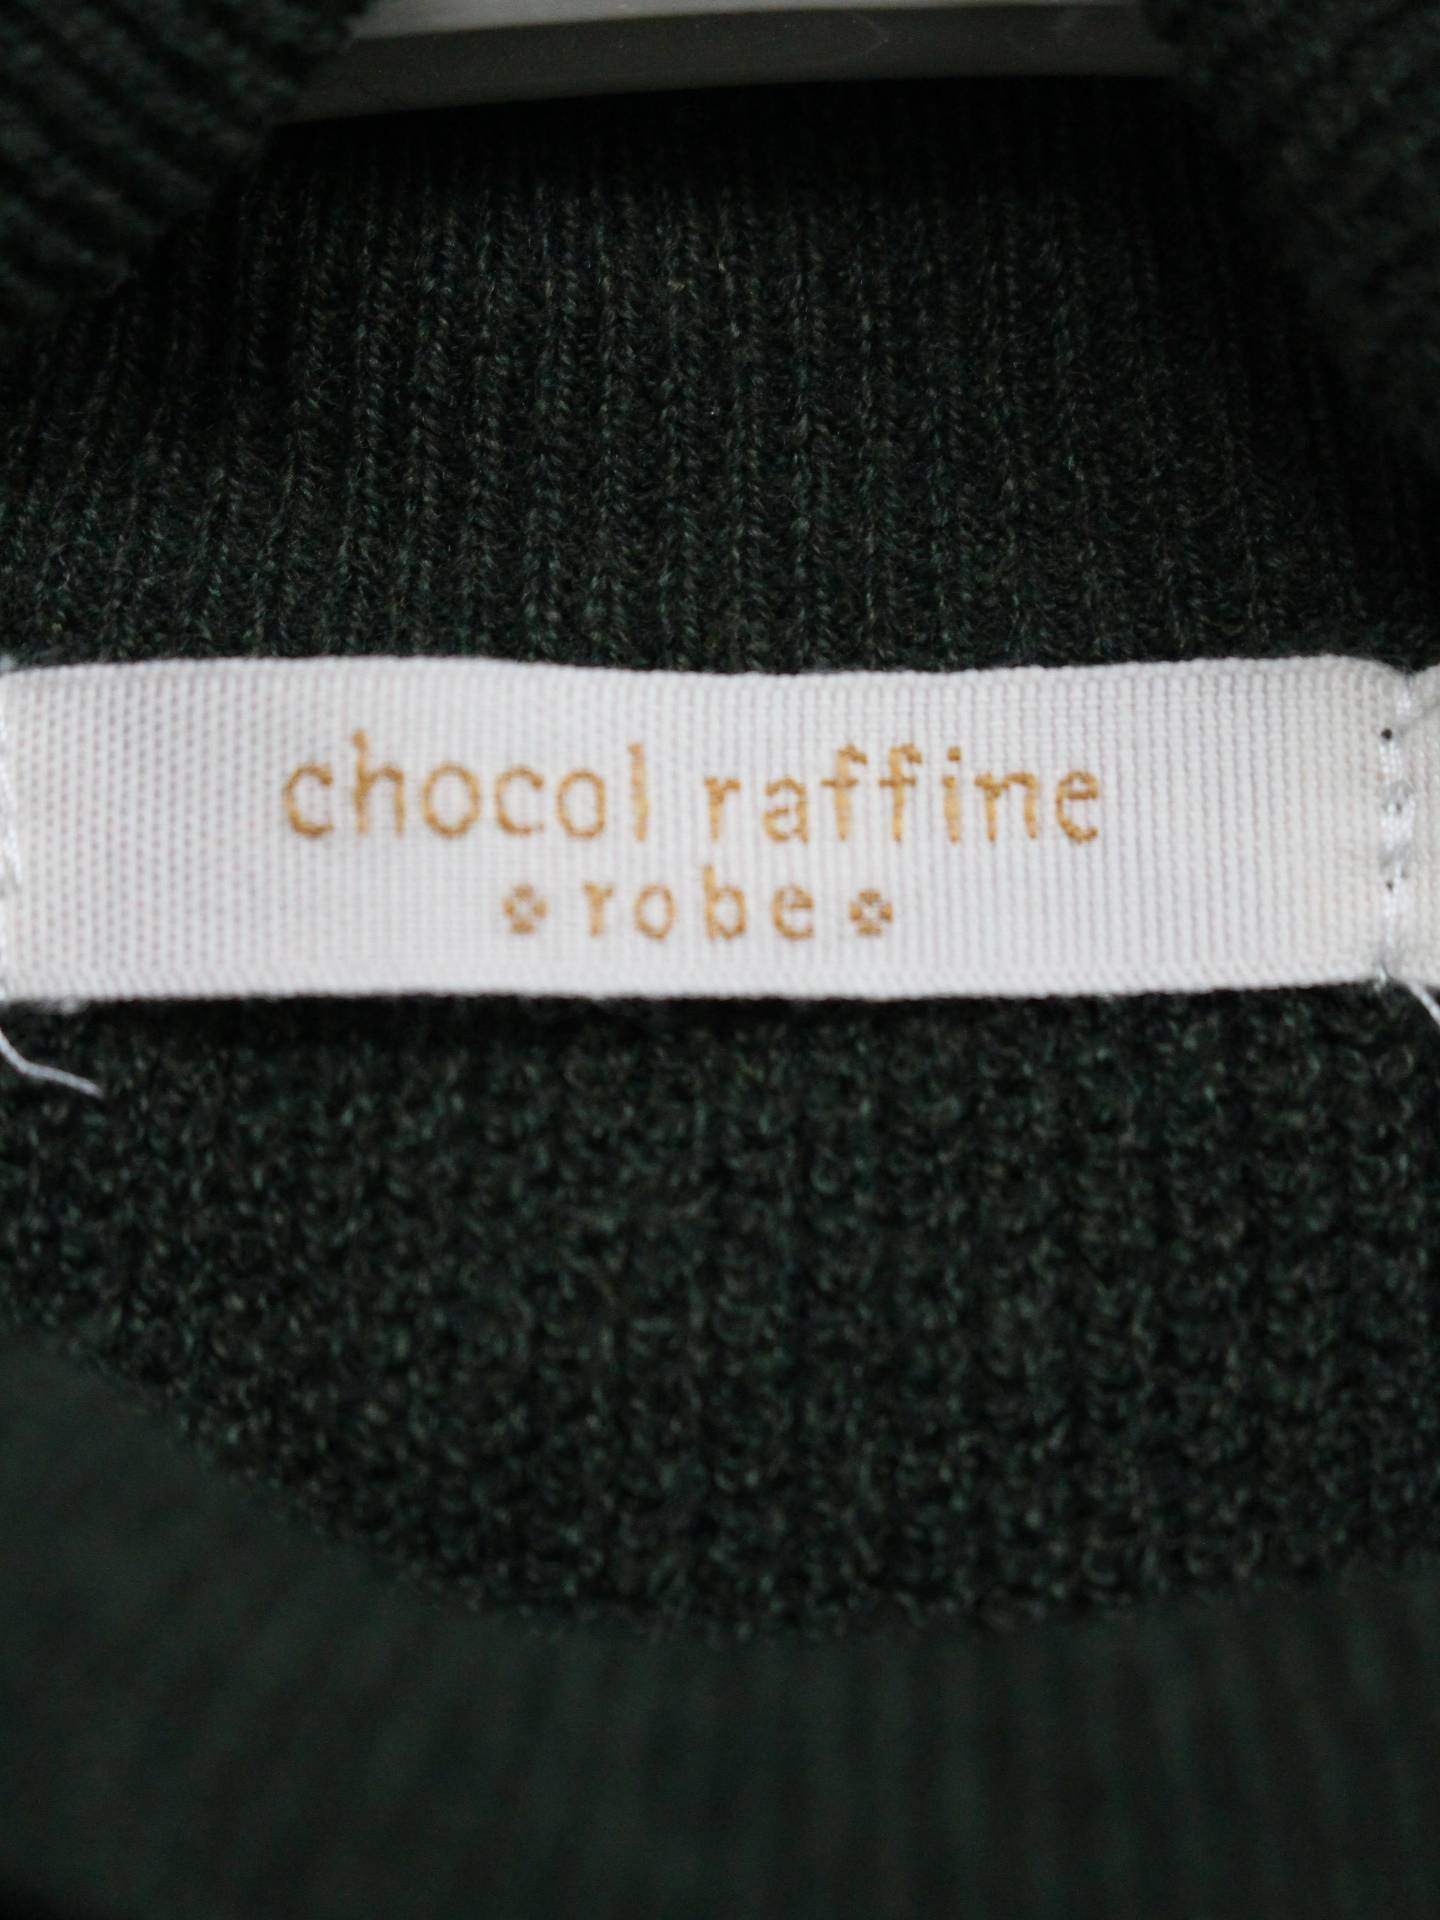 chocol raffine
robe